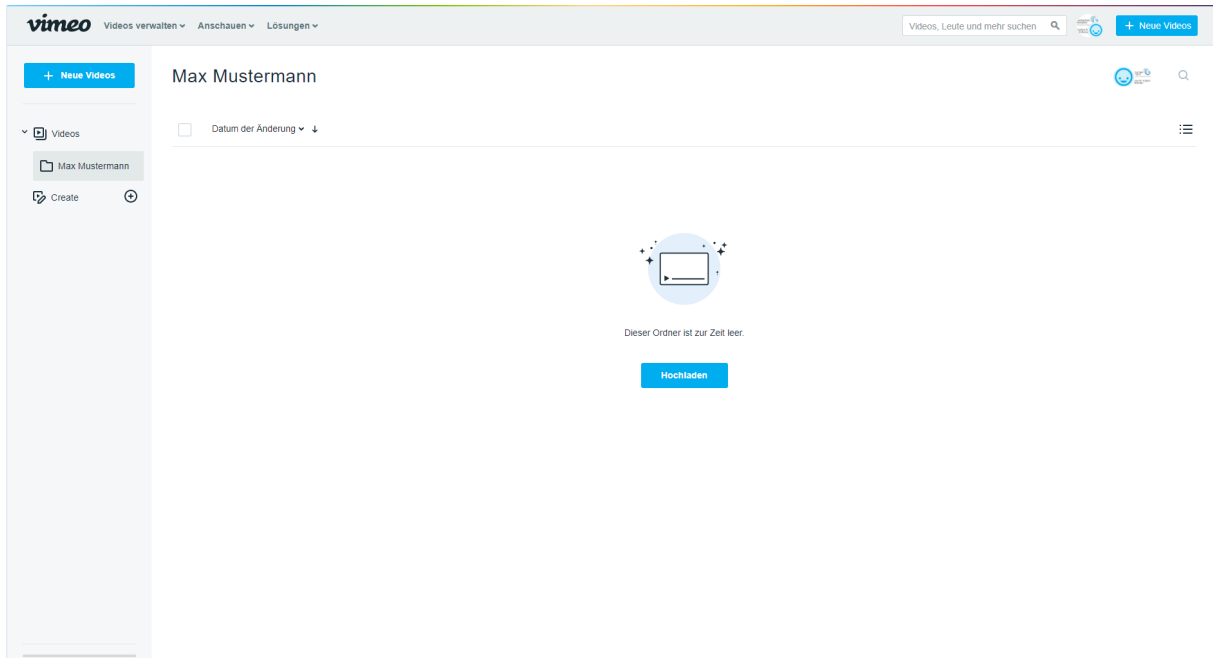 vimeo Videos verwalten Anschauen Lösungen Videos, Leute und mehr suchen + Neue Videos
+ Neue Videos
Max Mustermann
Videos
Datum der Änderung ↓
Max Mustermann
Create
Dieser Ordner ist zur Zeit leer.
Hochladen